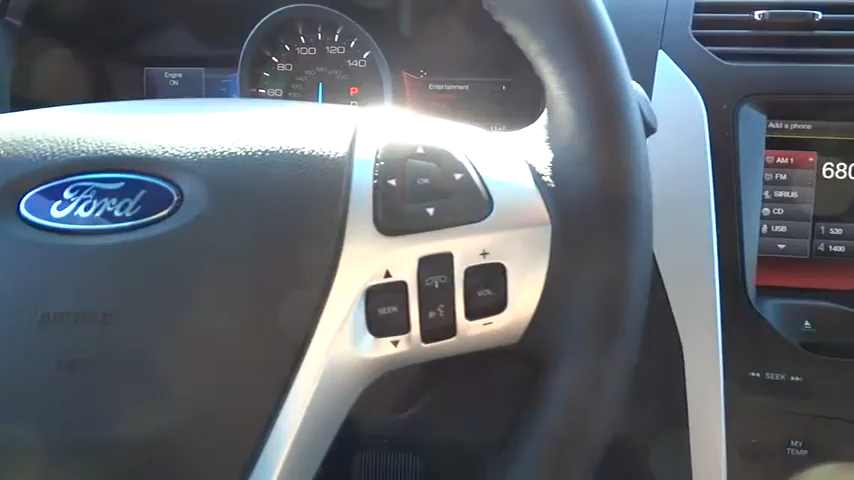 Engine
ON
80
100
120
140
60
80
P
Entertainment
Ford
OK
SEEK
VOL
+
−
Add a phone
AM 1
FM
SIRIUS
CD
USB
680
1 530
4 1400
SEEK
MY
TEMP